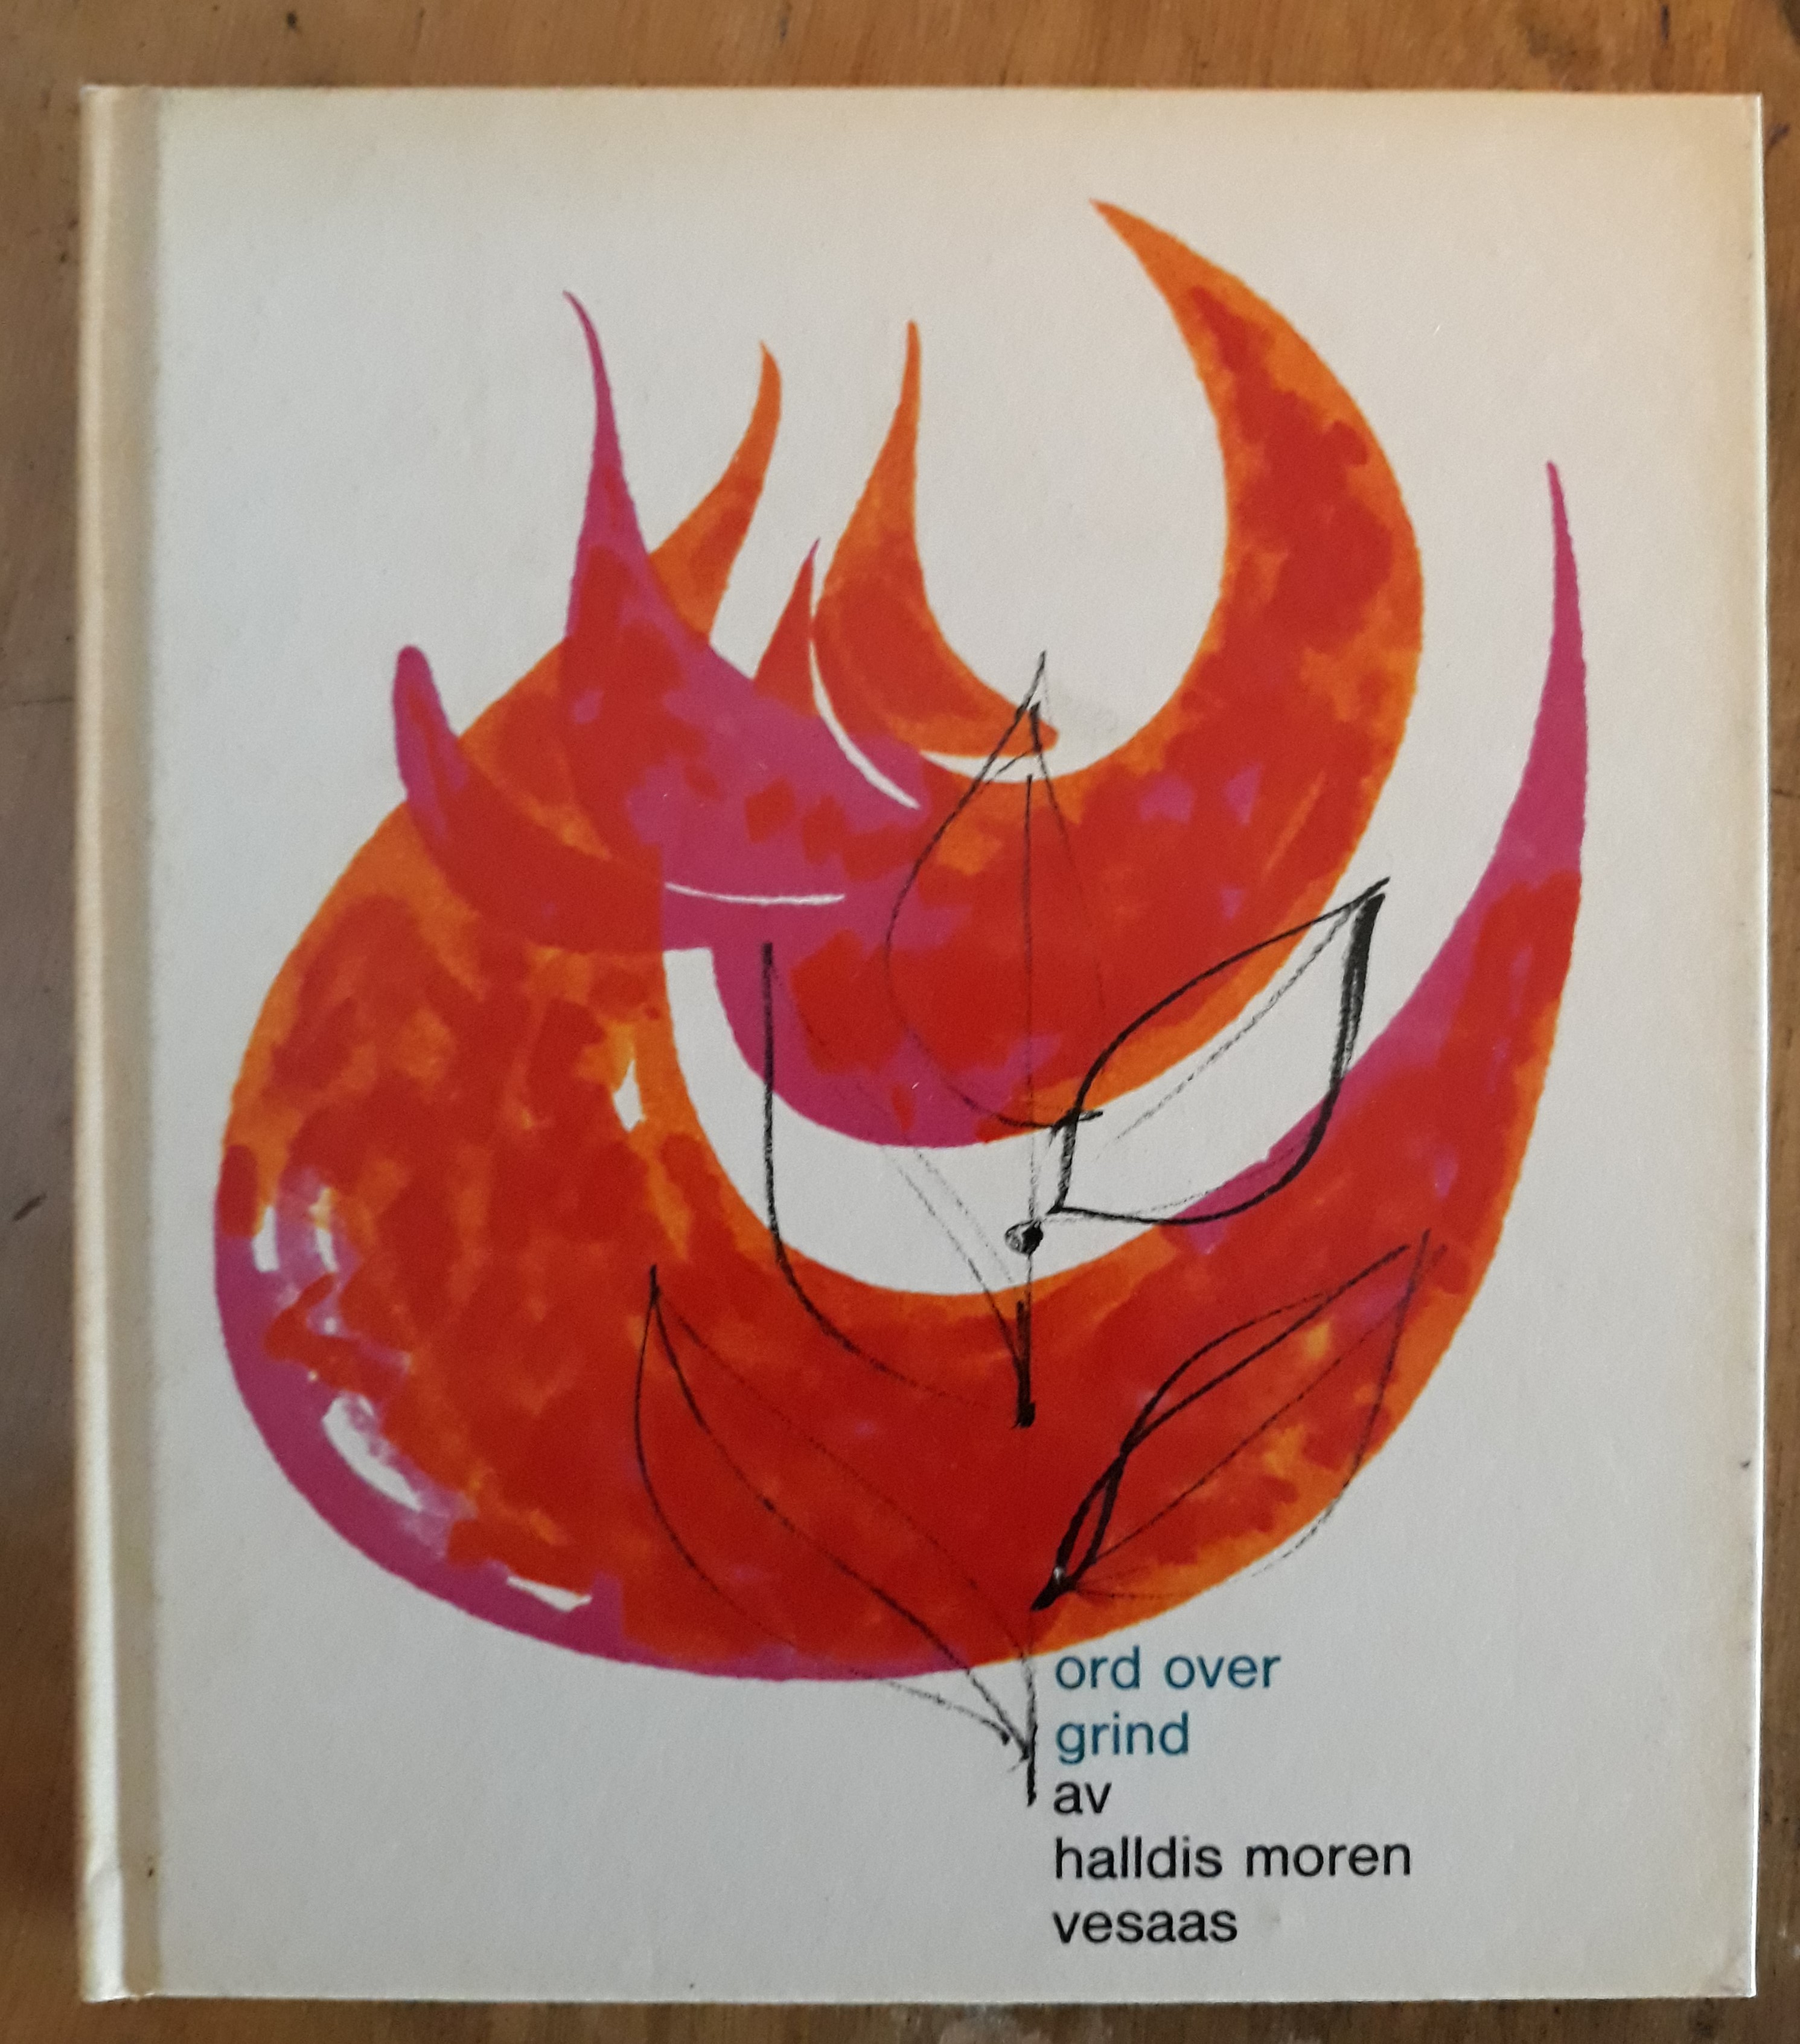 ord over
grind
av
halldis moren
vesaas